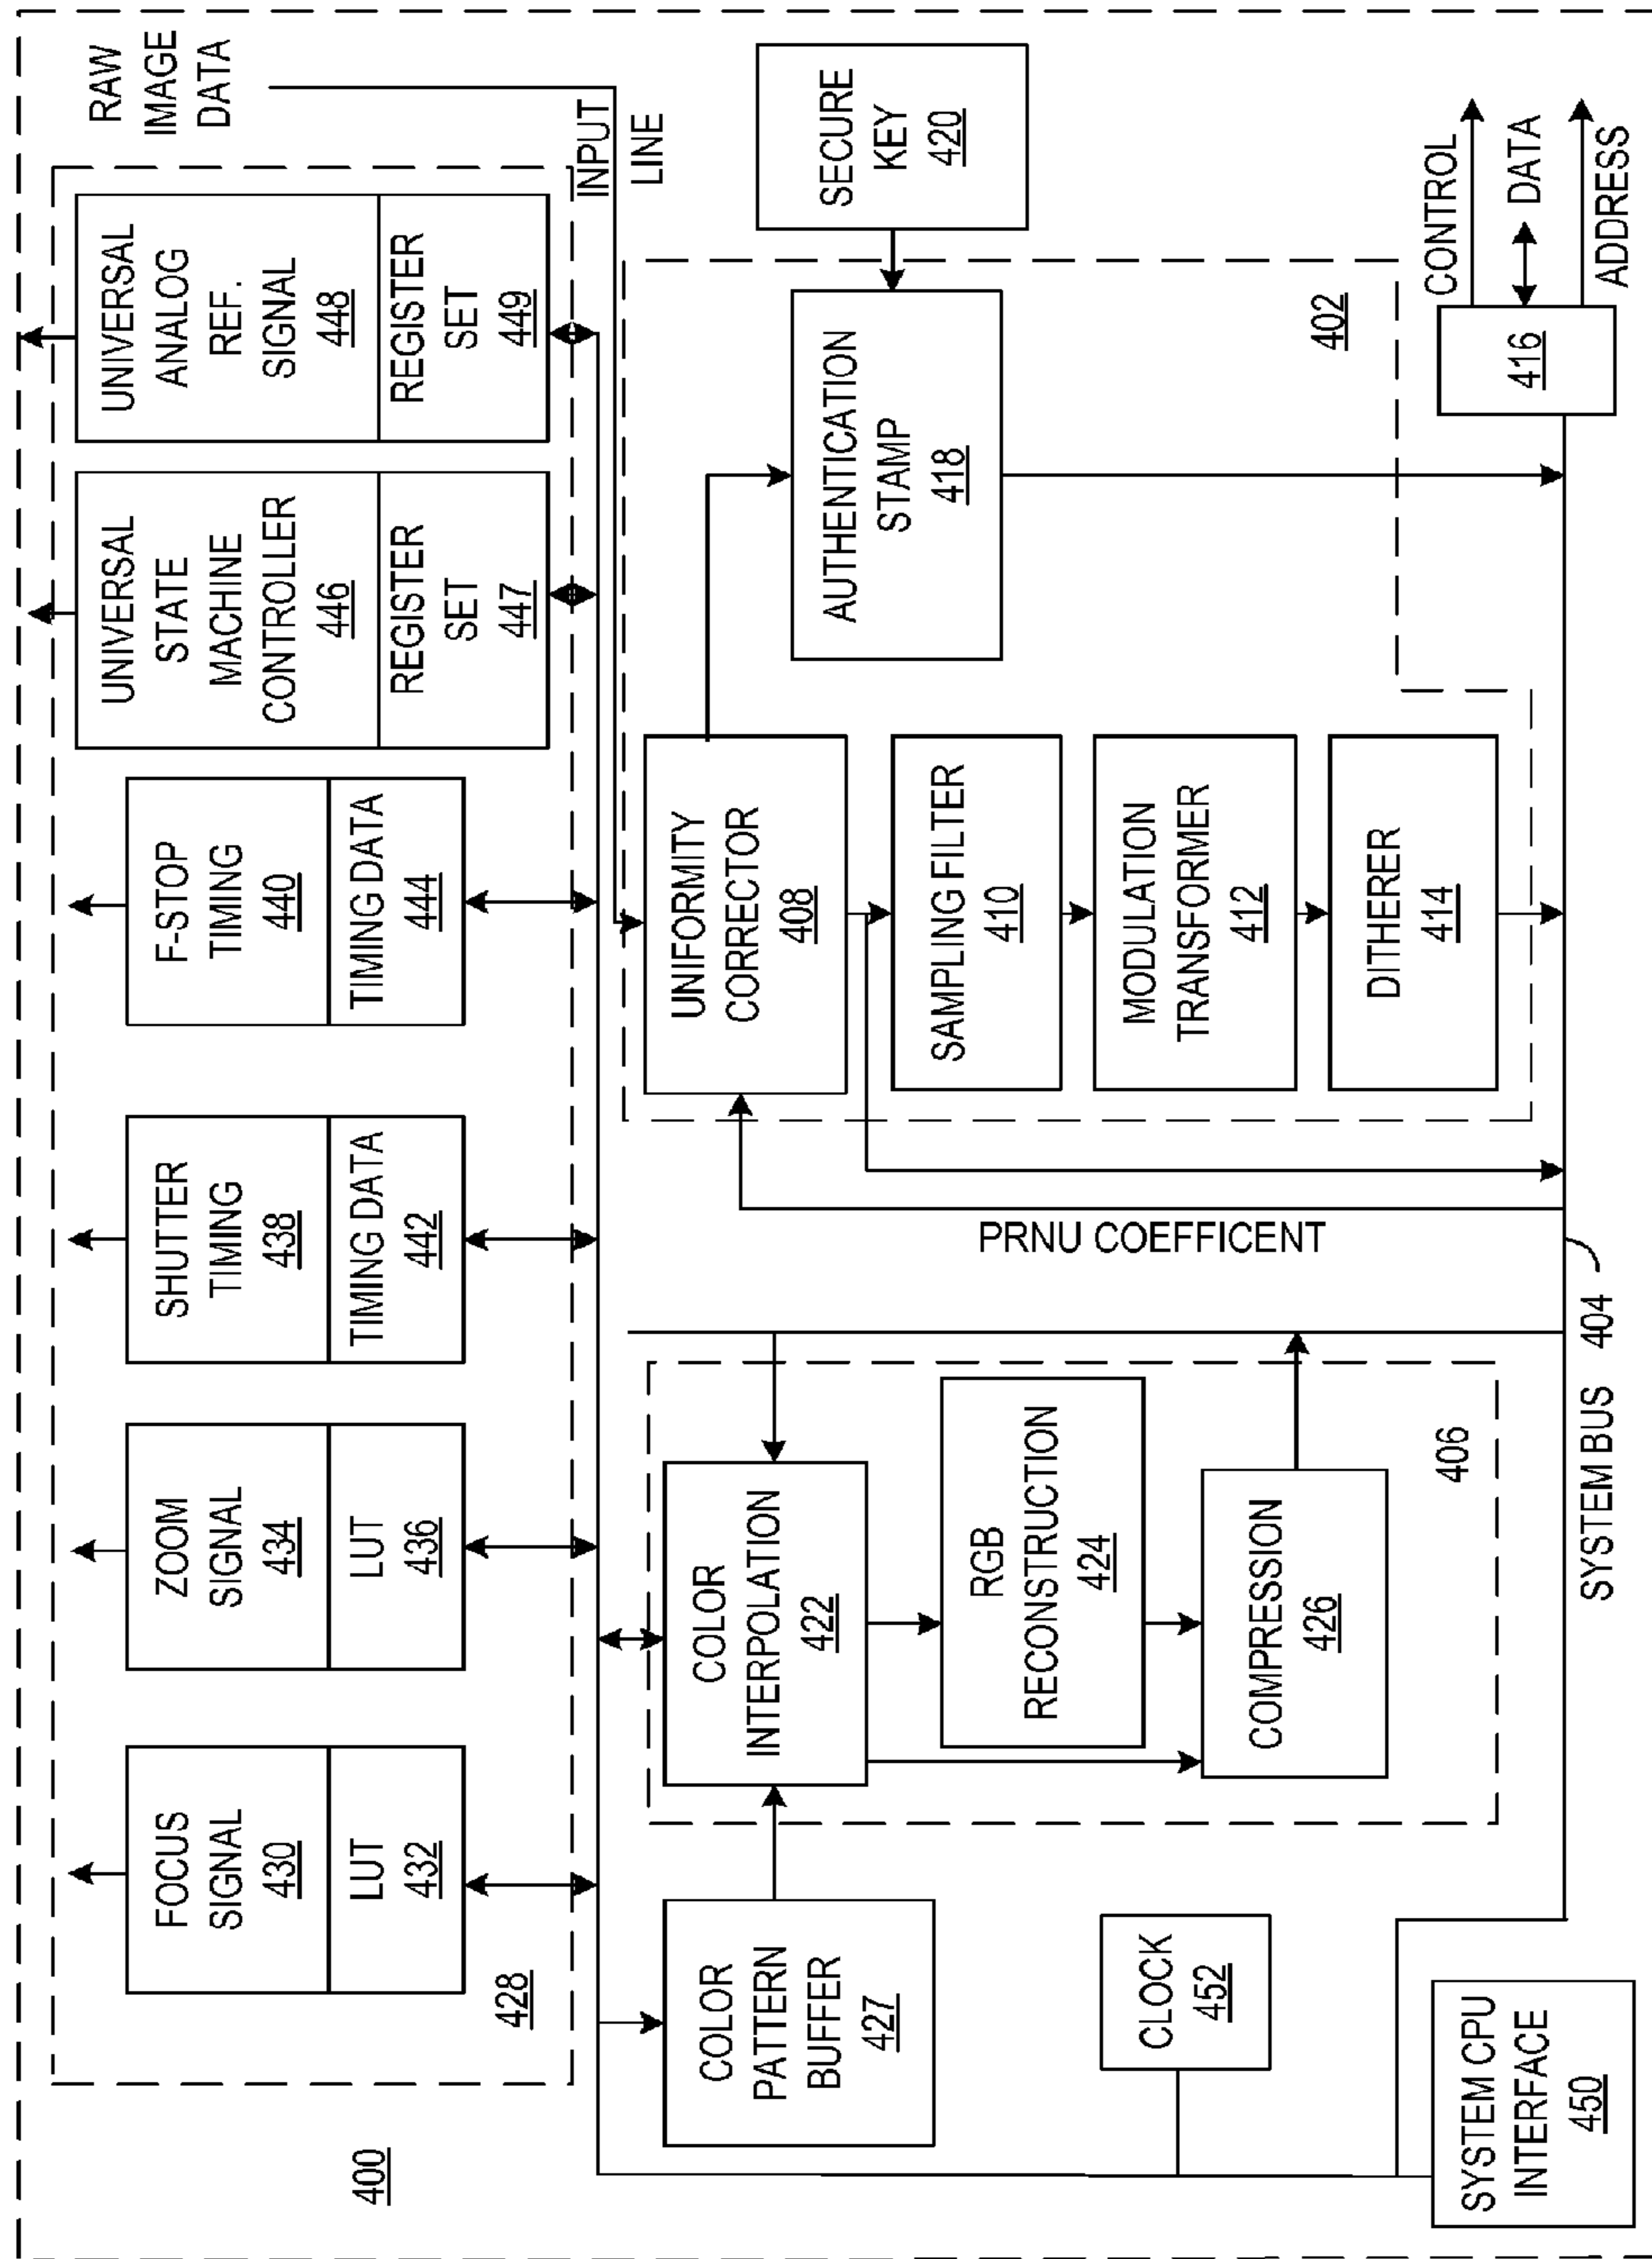 400
428
FOCUS
SIGNAL
430
LUT
432
ZOOM
SIGNAL
434
LUT
436
SHUTTER
TIMING
438
TIMING DATA
442
F-STOP
TIMING
440
TIMING DATA
444
UNIVERSAL
STATE
MACHINE
CONTROLLER
446
REGISTER
SET
447
UNIVERSAL
ANALOG
REF.
SIGNAL
448
REGISTER
SET
449
RAW
IMAGE
DATA
INPUT
LINE
COLOR
PATTERN
BUFFER
427
COLOR
INTERPOLATION
422
RGB
RECONSTRUCTION
424
COMPRESSION
426
406
UNIFORMITY
CORRECTOR
408
SAMPLING FILTER
410
MODULATION
TRANSFORMER
412
DITHERER
414
AUTHENTICATION
STAMP
418
SECURE
KEY
420
402
PRNU COEFFICENT
CLOCK
452
SYSTEM CPU
INTERFACE
450
SYSTEM BUS 404
416
CONTROL
DATA
ADDRESS